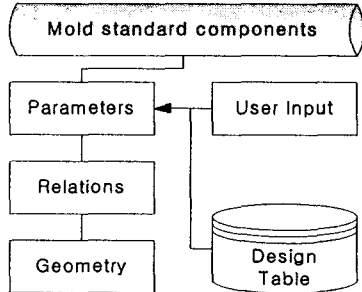 Mold standard components
Parameters
User Input
Relations
Geometry
Design
Table